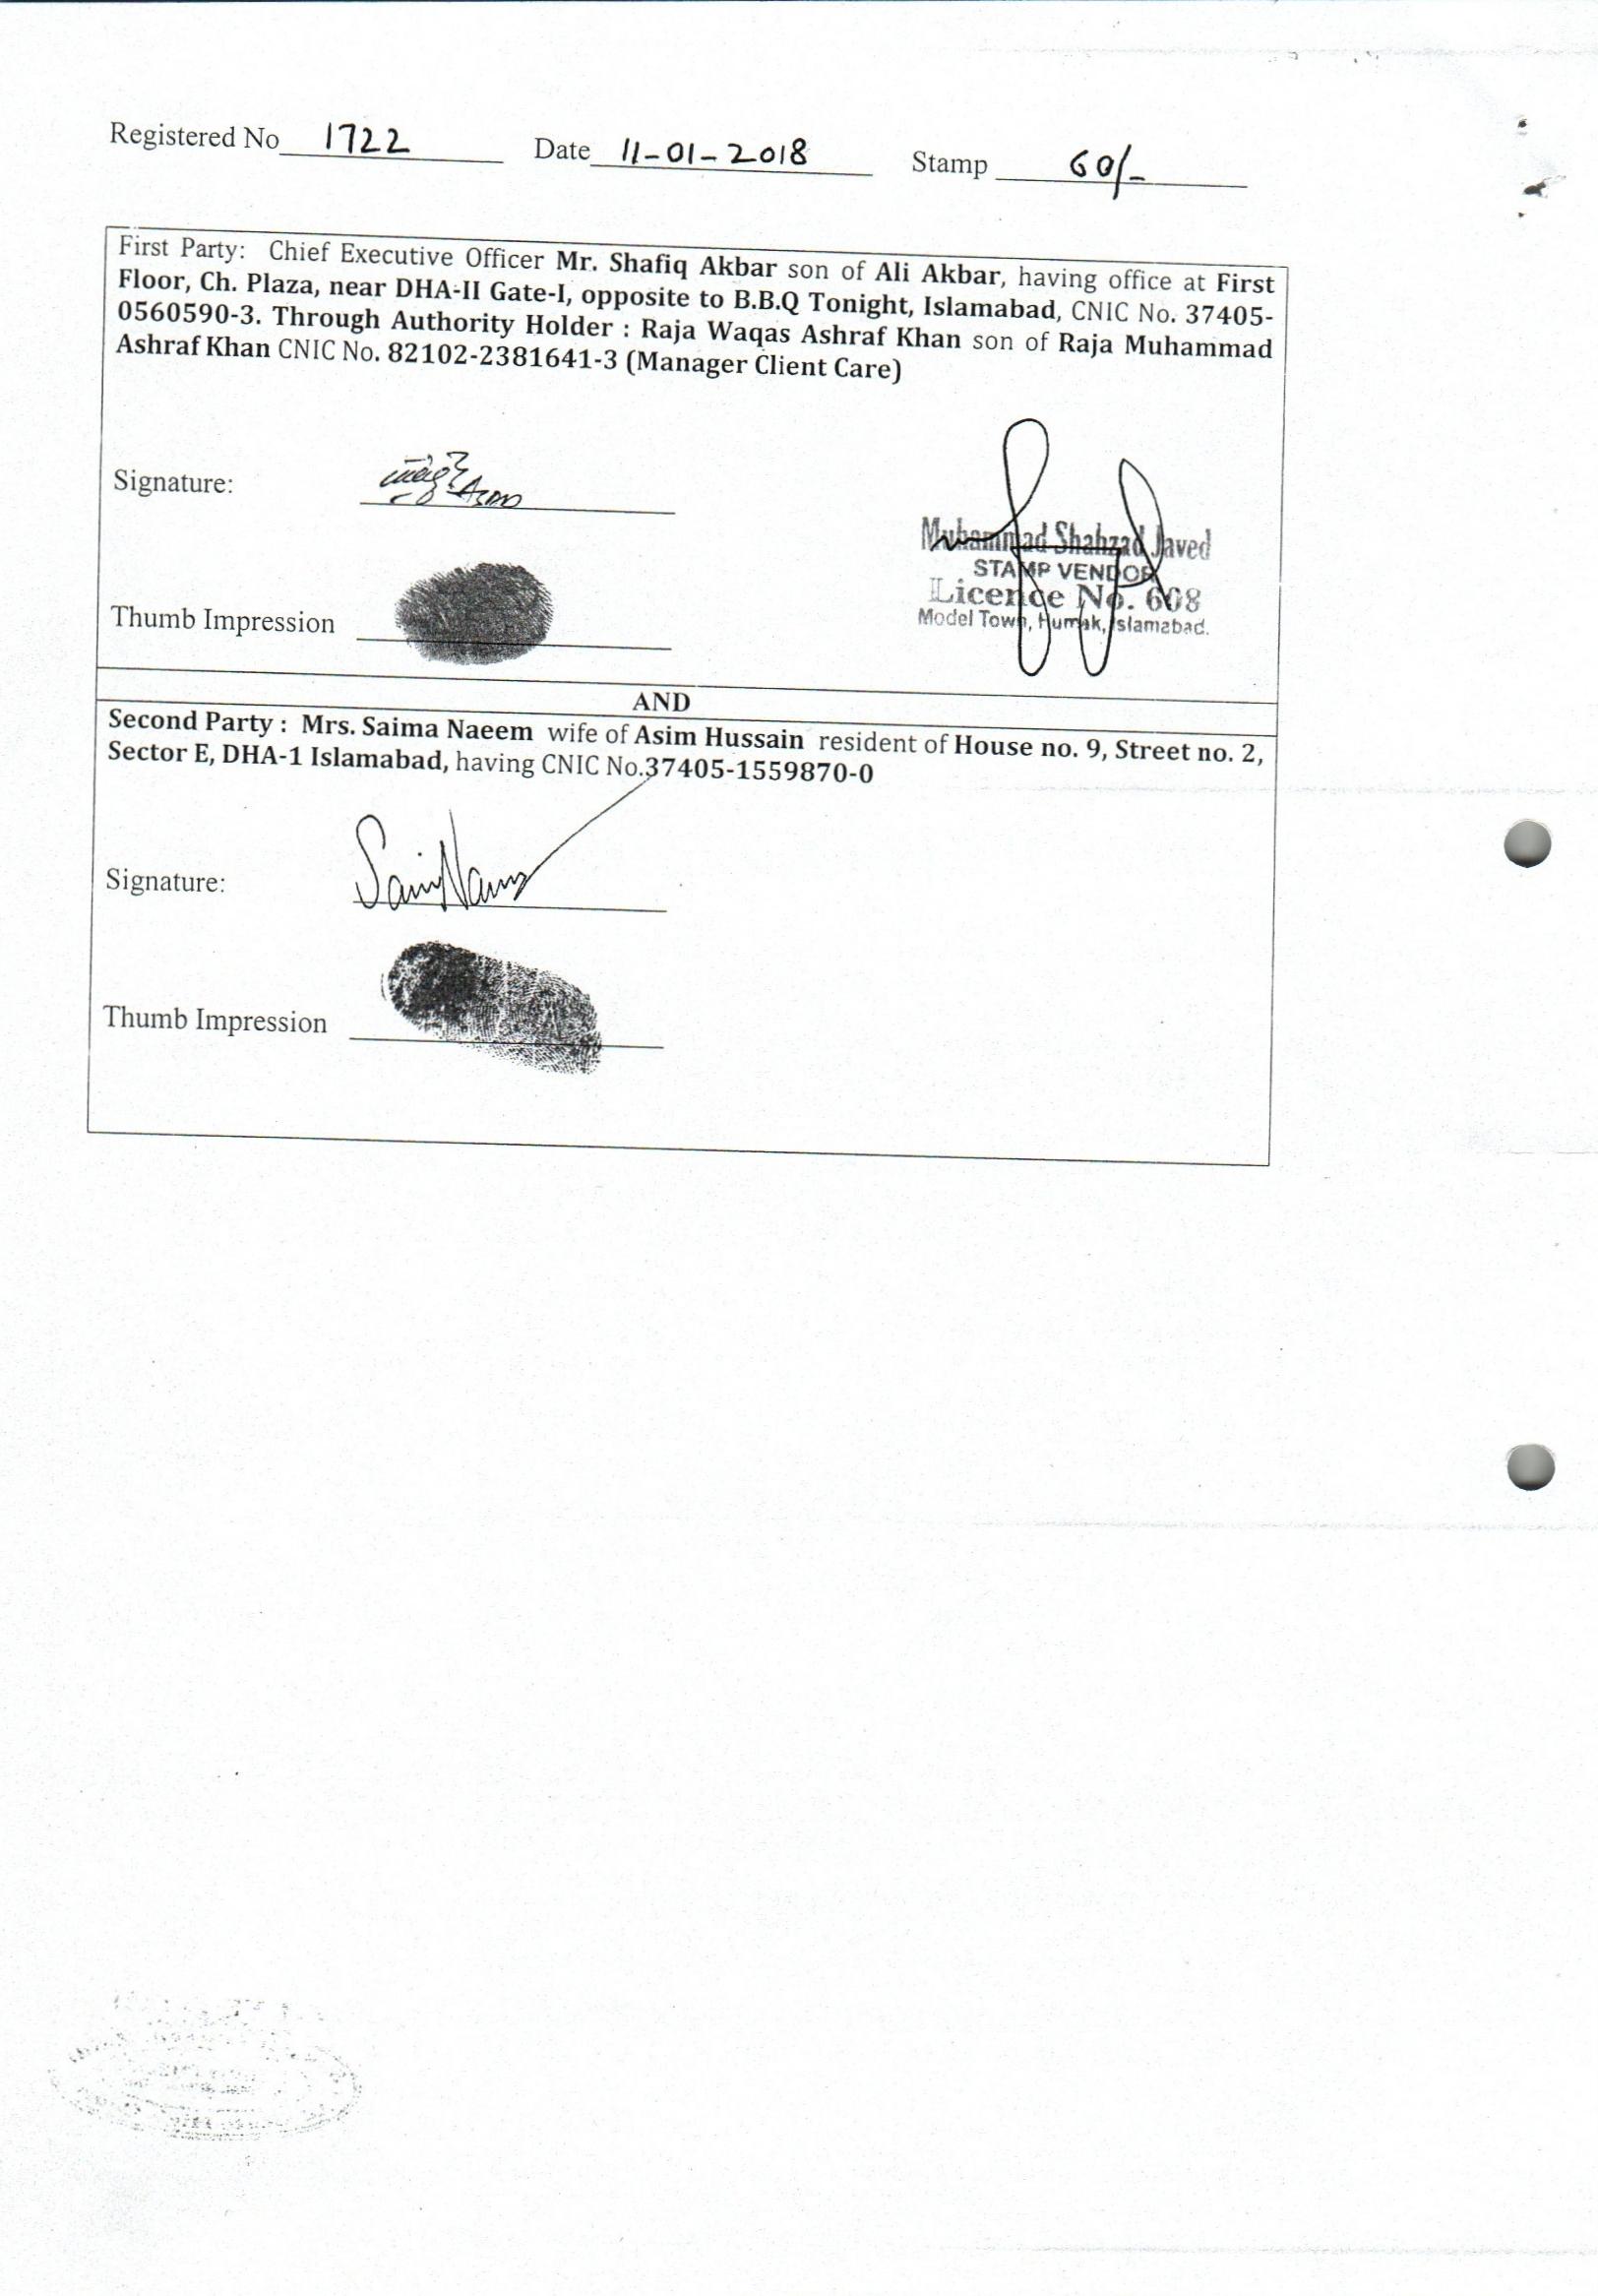 Registered No 1722 Date 11-01-2018 Stamp 60/-
First Party: Chief Executive Officer Mr. Shafiq Akbar son of Ali Akbar, having office at First
Floor, Ch. Plaza, near DHA-II Gate-I, opposite to B.B.Q Tonight, Islamabad, CNIC No. 37405-
0560590-3. Through Authority Holder : Raja Waqas Ashraf Khan son of Raja Muhammad
Ashraf Khan CNIC No. 82102-2381641-3 (Manager Client Care)
Signature:
Muhammad Shahzad Javed
STAMP VENDOR
Licence No. 608
Model Town, Humak, Islamabad.
Thumb Impression
AND
Second Party : Mrs. Saima Naeem wife of Asim Hussain resident of House no. 9, Street no. 2,
Sector E, DHA-1 Islamabad, having CNIC No.37405-1559870-0
Signature:
Thumb Impression